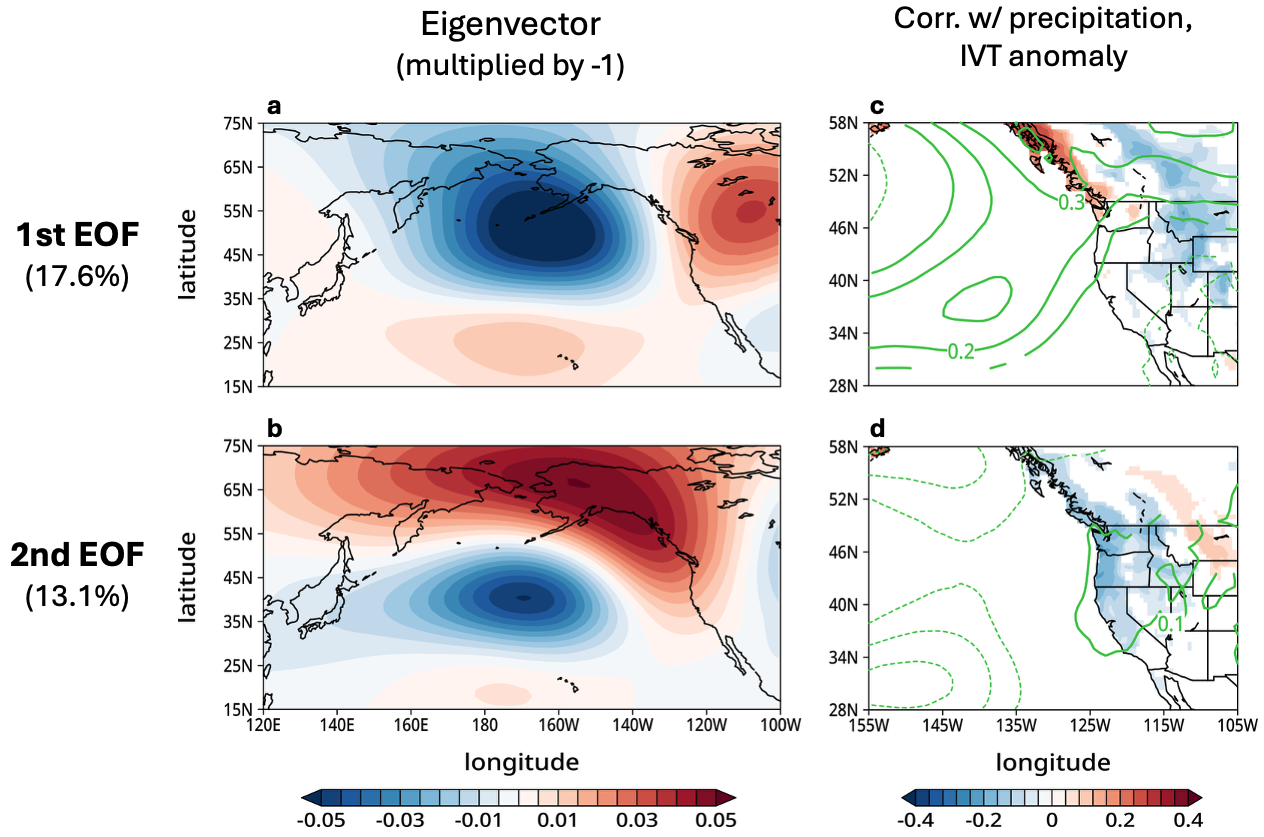 Eigenvector
(multiplied by -1)
Corr. w/ precipitation,
IVT anomaly
1st EOF
(17.6%)
a
75N
65N
55N
45N
35N
25N
15N
latitude
c
58N
52N
46N
40N
34N
28N
0.3
0.2
2nd EOF
(13.1%)
b
75N
65N
55N
45N
35N
25N
15N
latitude
120E 140E 160E 180 160W 140W 120W 100W
longitude
d
58N
52N
46N
40N
34N
28N
0.1
155W 145W 135W 125W 115W 105W
longitude
-0.05 -0.03 -0.01 0.01 0.03 0.05
-0.4 -0.2 0 0.2 0.4